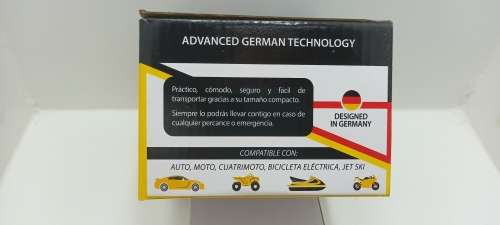 ADVANCED GERMAN TECHNOLOGY
Práctico, cómodo, seguro y fácil de
transportar gracias a su tamaño compacto.
Siempre lo podrás llevar contigo en caso de
cualquier percance o emergencia.
DESIGNED
IN GERMANY
COMPATIBLE CON:
AUTO, MOTO, CUATRIMOTO, BICICLETA ELÉCTRICA, JET SKI